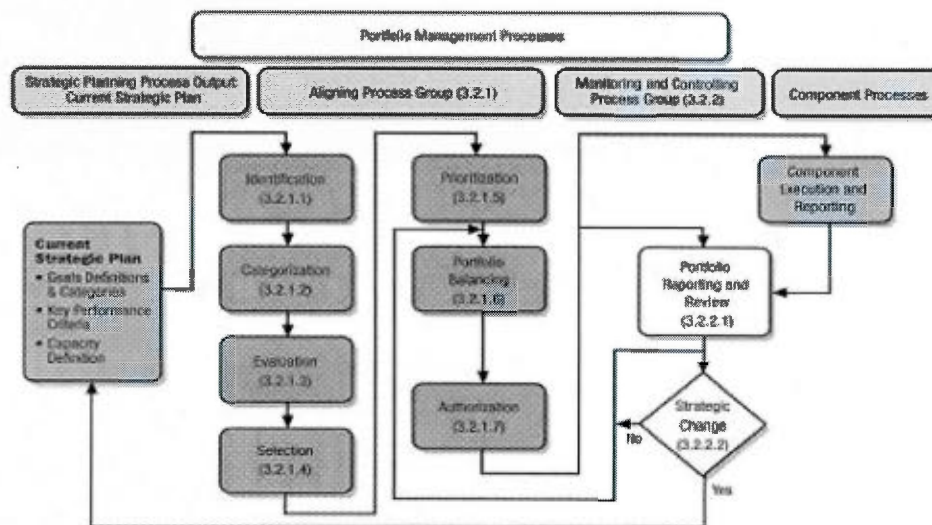 Portfolio Management Processes
Strategic Planning Process Output:
Current Strategic Plan
Aligning Process Group (3.2.1)
Monitoring and Controlling
Process Group (3.2.2)
Component Processes
Identification
(3.2.1.1)
Categorization
(3.2.1.2)
Evaluation
(3.2.1.3)
Selection
(3.2.1.4)
Prioritization
(3.2.1.5)
Portfolio
Balancing
(3.2.1.6)
Authorization
(3.2.1.7)
Component
Execution and
Reporting
Portfolio
Reporting and
Review
(3.2.2.1)
Strategic
Change
(3.2.2.2)
No
Yes
Current
Strategic Plan
• Goals Definitions
& Categories
• Key Performance
Criteria
• Capacity
Definition